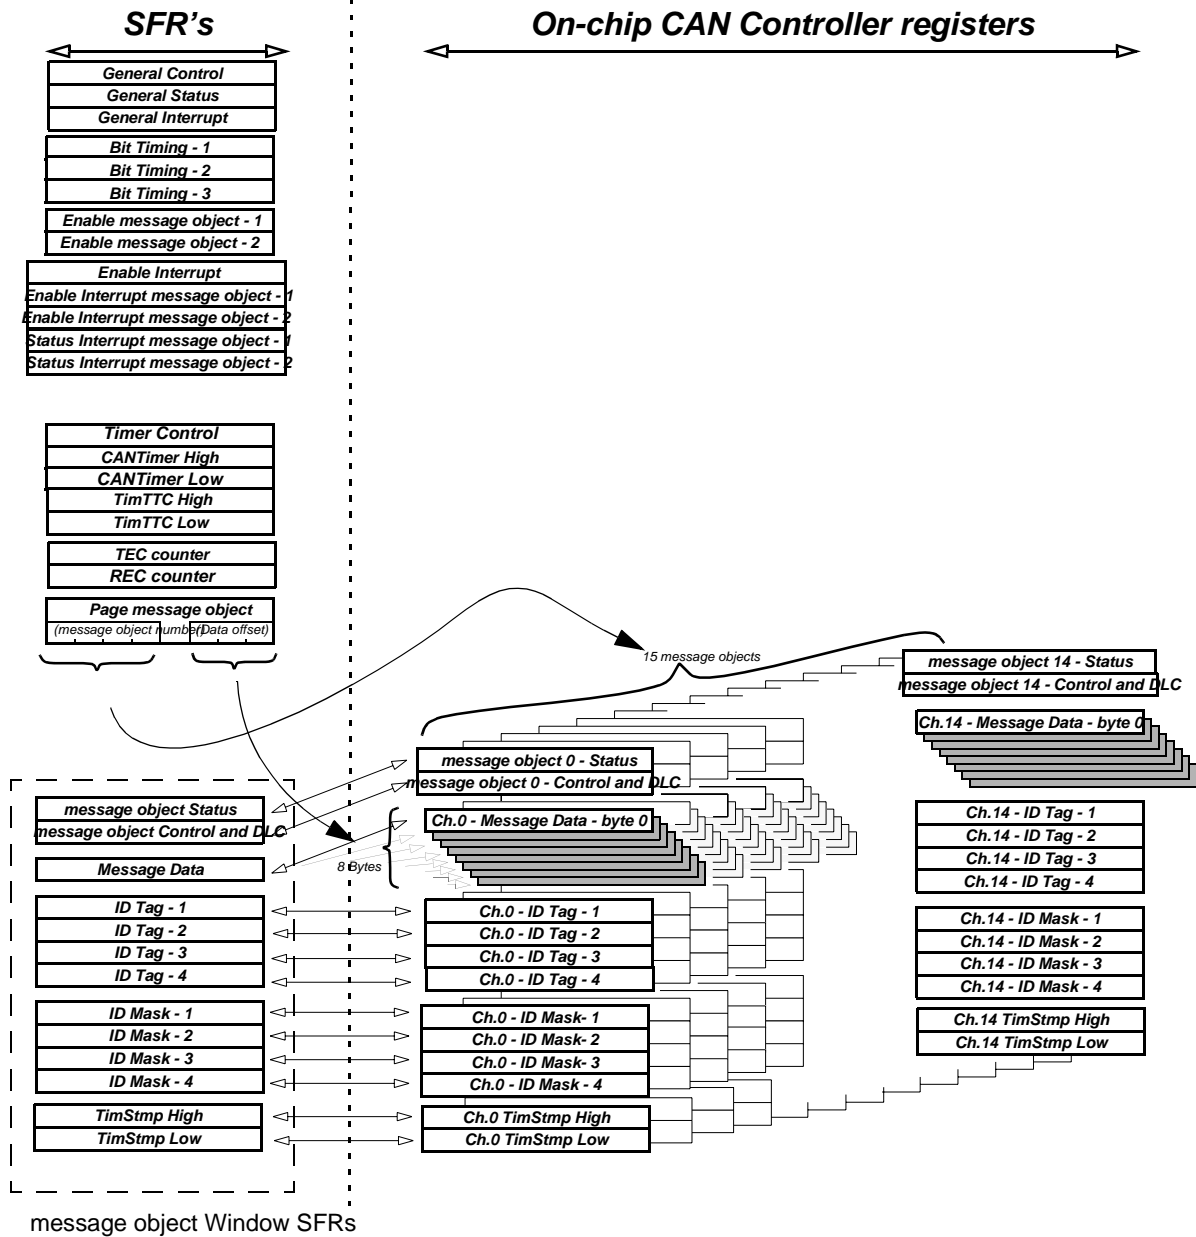 SFR's
On-chip CAN Controller registers
General Control
General Status
General Interrupt
Bit Timing - 1
Bit Timing - 2
Bit Timing - 3
Enable message object - 1
Enable message object - 2
Enable Interrupt
Enable Interrupt message object - 1
Enable Interrupt message object - 2
Status Interrupt message object - 1
Status Interrupt message object - 2
Timer Control
CANTimer High
CANTimer Low
TimTTC High
TimTTC Low
TEC counter
REC counter
Page message object
(message object number)
(Data offset)
message object Status
message object Control and DLC
Message Data
ID Tag - 1
ID Tag - 2
ID Tag - 3
ID Tag - 4
ID Mask - 1
ID Mask - 2
ID Mask - 3
ID Mask - 4
TimStmp High
TimStmp Low
message object Window SFRs
15 message objects
8 Bytes
message object 0 - Status
message object 0 - Control and DLC
Ch.0 - Message Data - byte 0
Ch.0 - ID Tag - 1
Ch.0 - ID Tag - 2
Ch.0 - ID Tag - 3
Ch.0 - ID Tag - 4
Ch.0 - ID Mask- 1
Ch.0 - ID Mask- 2
Ch.0 - ID Mask- 3
Ch.0 - ID Mask - 4
Ch.0 TimStmp High
Ch.0 TimStmp Low
message object 14 - Status
message object 14 - Control and DLC
Ch.14 - Message Data - byte 0
Ch.14 - ID Tag - 1
Ch.14 - ID Tag - 2
Ch.14 - ID Tag - 3
Ch.14 - ID Tag - 4
Ch.14 - ID Mask - 1
Ch.14 - ID Mask - 2
Ch.14 - ID Mask - 3
Ch.14 - ID Mask - 4
Ch.14 TimStmp High
Ch.14 TimStmp Low